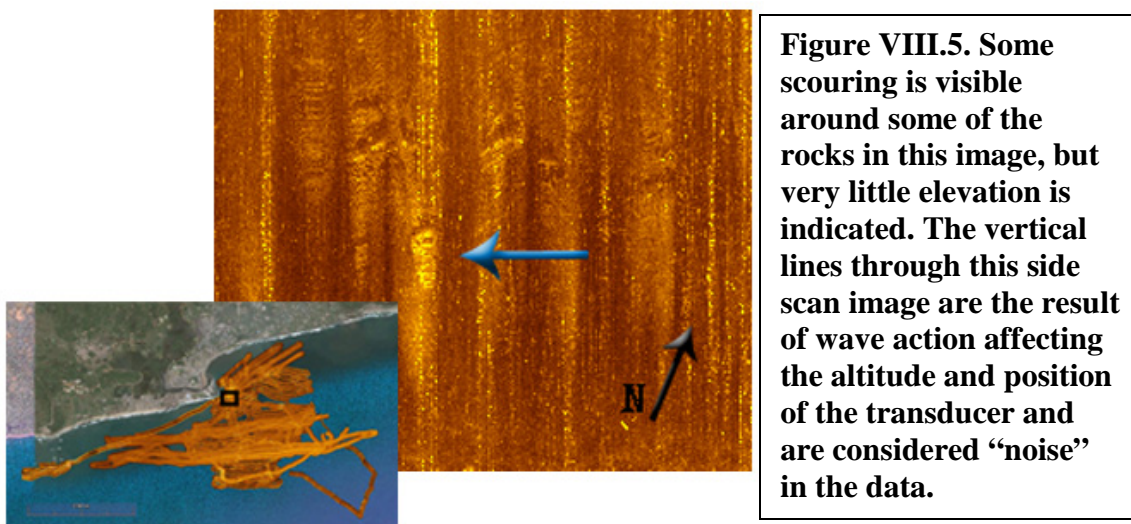 Figure VIII.5. Some
scouring is visible
around some of the
rocks in this image, but
very little elevation is
indicated. The vertical
lines through this side
scan image are the result
of wave action affecting
the altitude and position
of the transducer and
are considered “noise”
in the data.
N